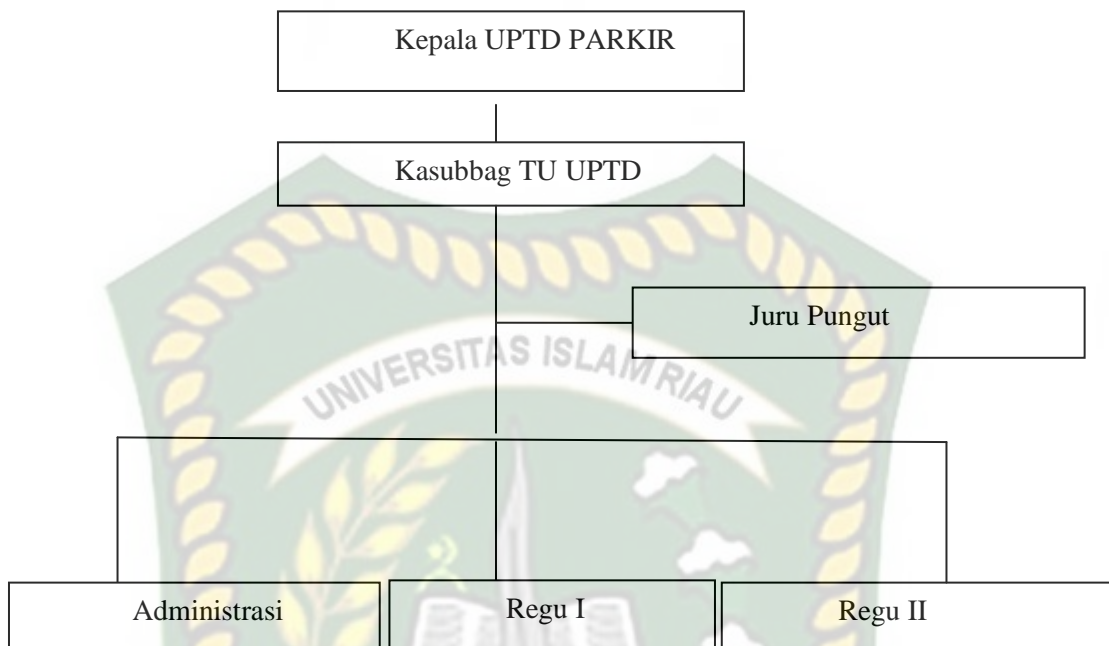 Kepala UPTD PARKIR
Kasubbag TU UPTD
Juru Pungut
UNIVERSITAS ISLAM RIAU
Administrasi
Regu I
Regu II